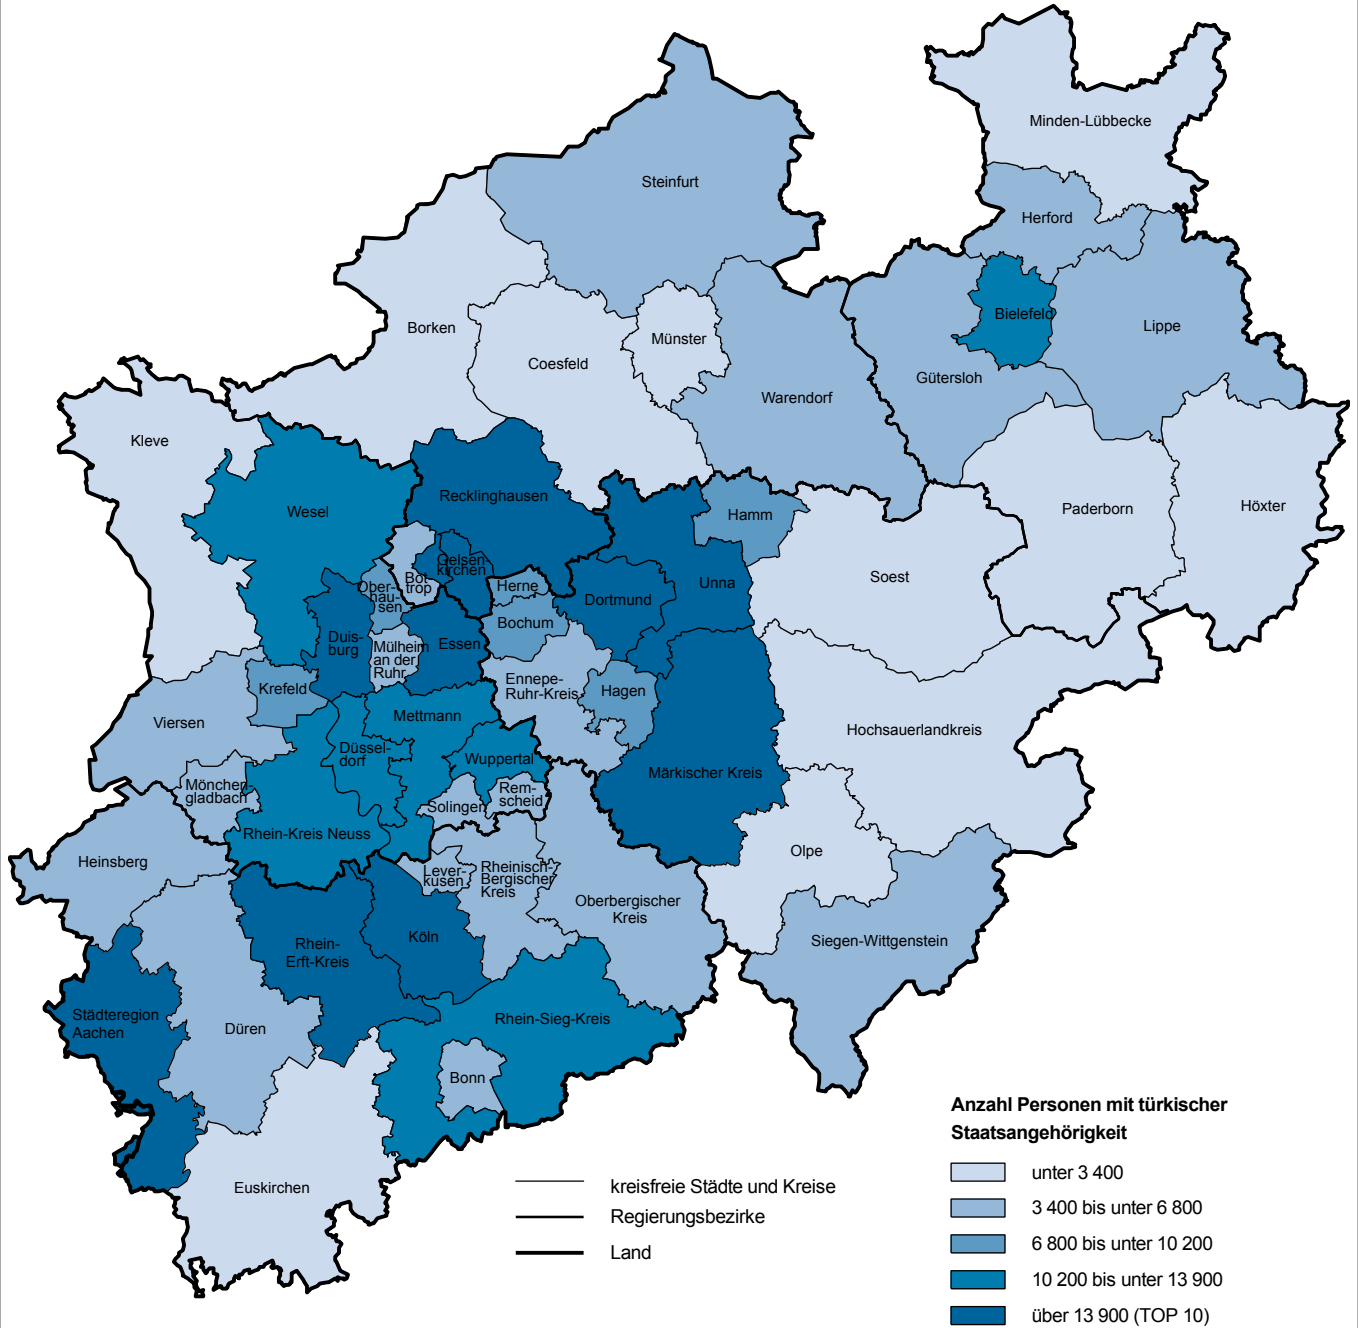 Minden-Lübbecke
Steinfurt
Herford
Bielefeld
Lippe
Borken
Münster
Coesfeld
Gütersloh
Warendorf
Kleve
Recklinghausen
Wesel
Hamm
Paderborn
Höxter
Gelsen-
kirchen
Bot-
trop
Ober-
hau-
sen
Herne
Dortmund
Unna
Soest
Bochum
Duis-
burg
Essen
Mülheim
an der
Ruhr
Ennepe-
Ruhr-Kreis
Hagen
Krefeld
Viersen
Mettmann
Hochsauerlandkreis
Düssel-
dorf
Wuppertal
Märkischer Kreis
Mönchen-
gladbach
Rem-
scheid
Solingen
Rhein-Kreis Neuss
Olpe
Heinsberg
Lever-
kusen
Rheinisch-
Bergischer
Kreis
Oberbergischer
Kreis
Köln
Siegen-Wittgenstein
Rhein-
Erft-Kreis
Städteregion
Aachen
Düren
Rhein-Sieg-Kreis
Bonn
Euskirchen
kreisfreie Städte und Kreise
Regierungsbezirke
Land
Anzahl Personen mit türkischer
Staatsangehörigkeit
unter 3 400
3 400 bis unter 6 800
6 800 bis unter 10 200
10 200 bis unter 13 900
über 13 900 (TOP 10)